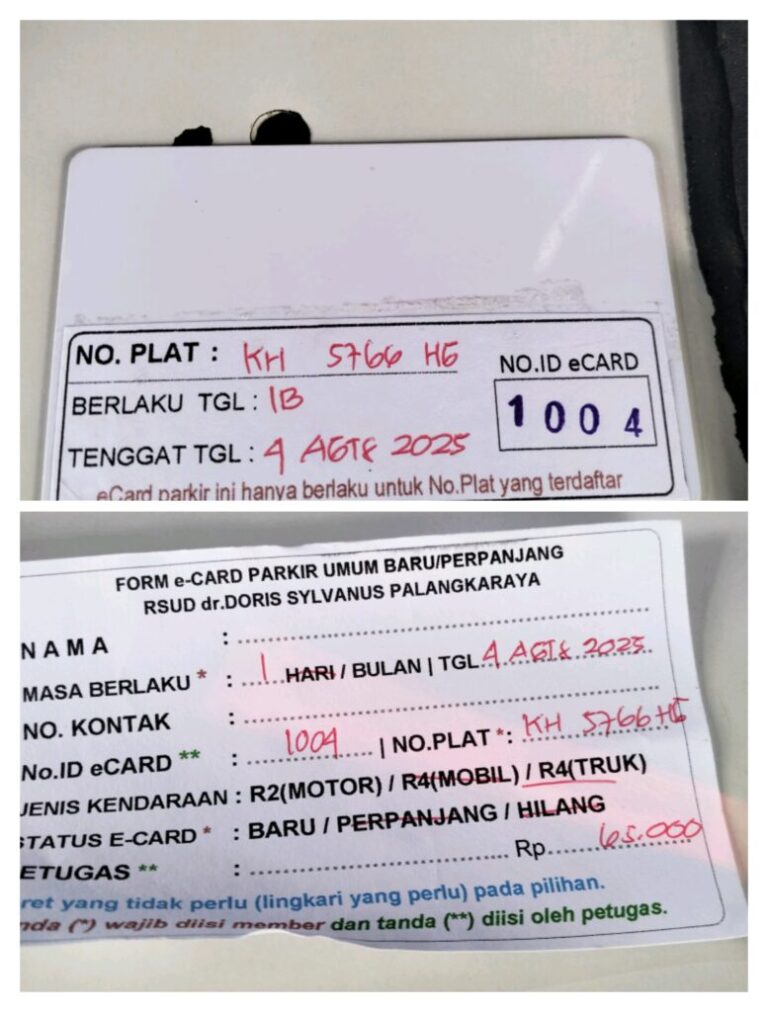 NO. PLAT : KH 5766 HE
NO.ID eCARD
1004
BERLAKU TGL : 1B
TENGGAT TGL : 4 AGTS 2025
eCard parkir ini hanya berlaku untuk No.Plat yang terdaftar
FORM e-CARD PARKIR UMUM BARU/PERPANJANG
RSUD dr.DORIS SYLVANUS PALANGKARAYA
NAMA : ..........
MASA BERLAKU * : ....1.... HARI / BULAN | TGL 4 AGTS 2025
NO. KONTAK : ..........
No.ID eCARD ** : ....1004.... | NO.PLAT *: KH 5766 HE
JENIS KENDARAAN : R2(MOTOR) / R4(MOBIL) / R4(TRUK)
STATUS E-CARD * : BARU / PERPANJANG / HILANG
ETUGAS ** : .......... Rp....65.000
ret yang tidak perlu (lingkari yang perlu) pada pilihan.
nda (*) wajib diisi member dan tanda (**) diisi oleh petugas.